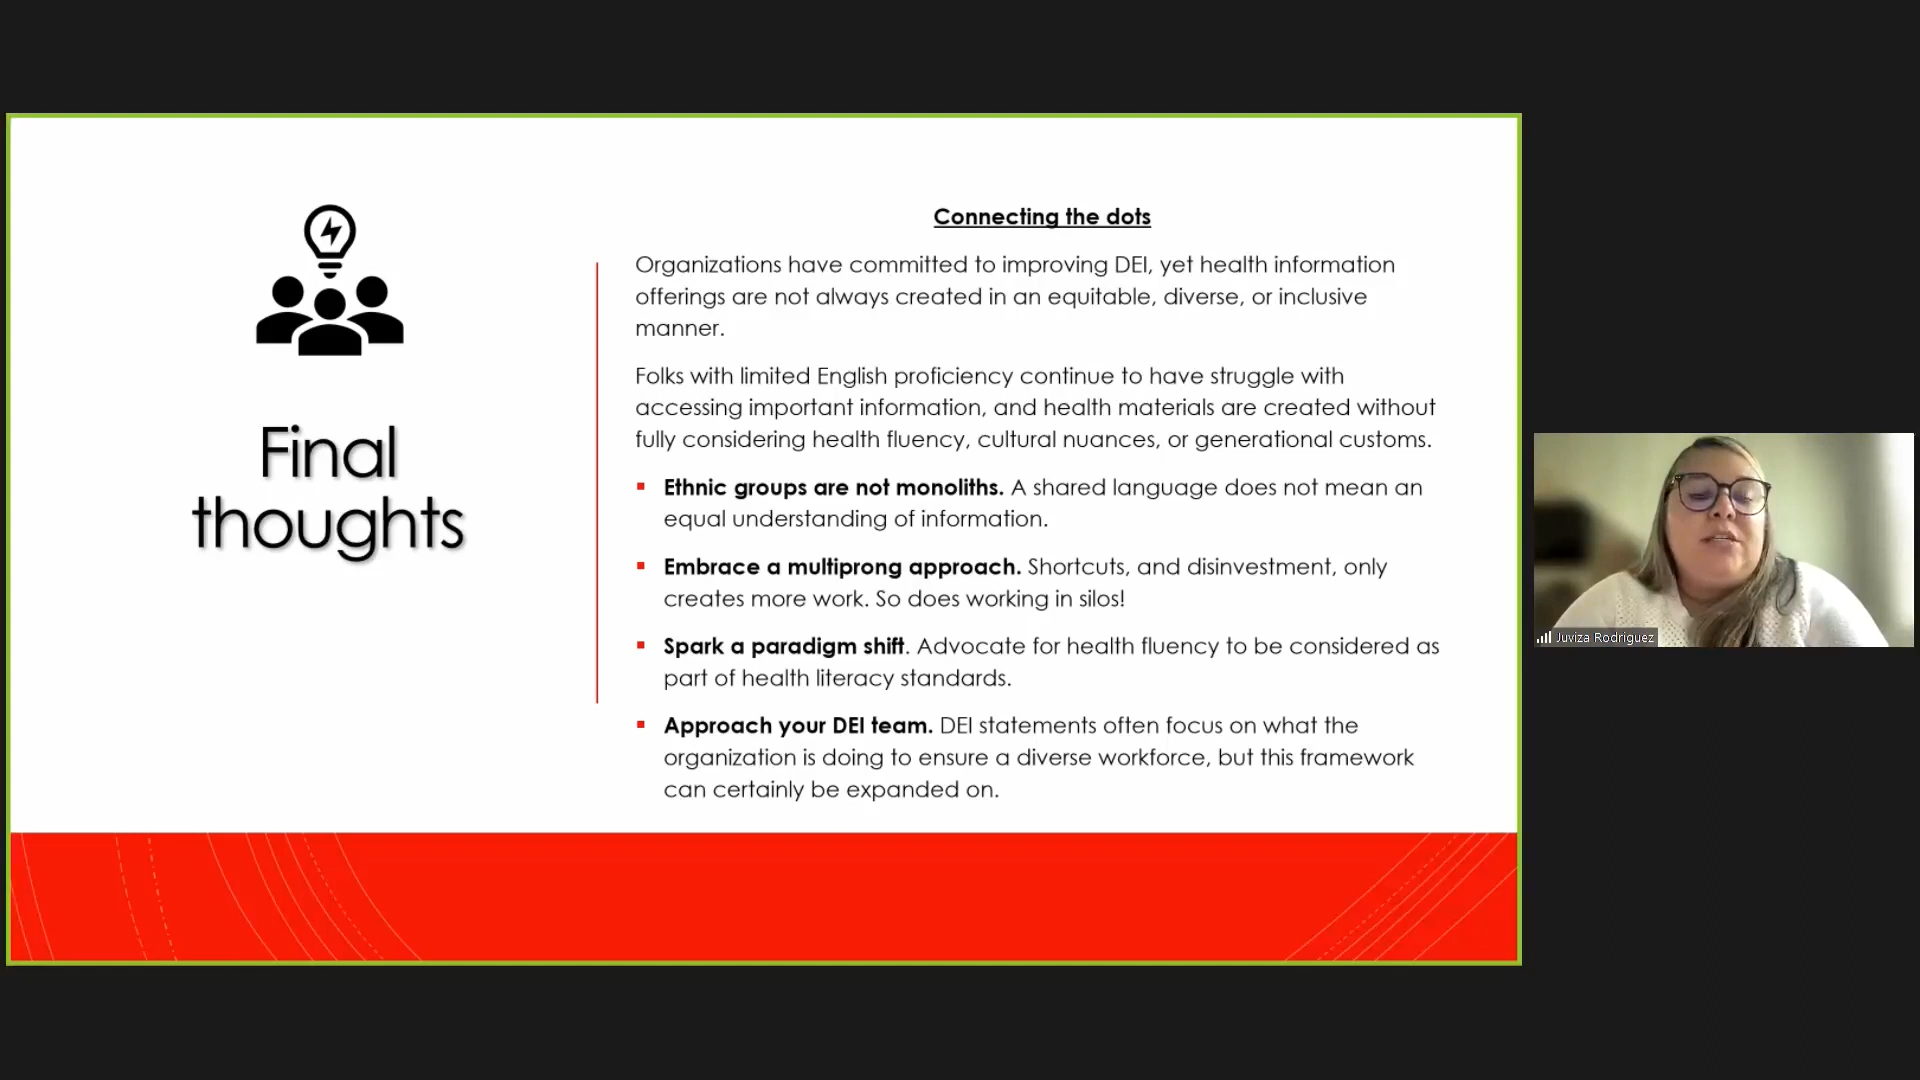 Final
thoughts
Connecting the dots
Organizations have committed to improving DEI, yet health information
offerings are not always created in an equitable, diverse, or inclusive
manner.
Folks with limited English proficiency continue to have struggle with
accessing important information, and health materials are created without
fully considering health fluency, cultural nuances, or generational customs.
Ethnic groups are not monoliths. A shared language does not mean an
equal understanding of information.
Embrace a multiprong approach. Shortcuts, and disinvestment, only
creates more work. So does working in silos!
Spark a paradigm shift. Advocate for health fluency to be considered as
part of health literacy standards.
Approach your DEI team. DEI statements often focus on what the
organization is doing to ensure a diverse workforce, but this framework
can certainly be expanded on.
Juviza Rodriguez